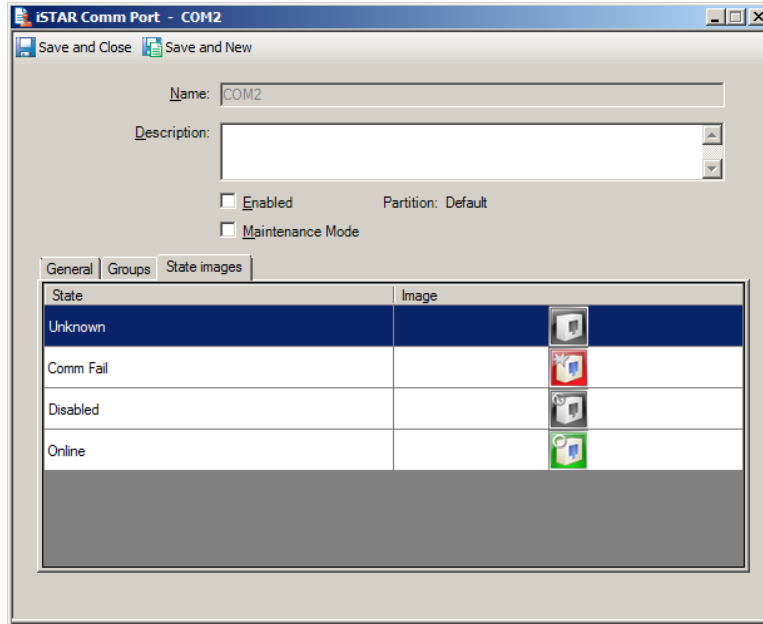 iSTAR Comm Port - COM2
Save and Close Save and New
Name: COM2
Description:
Enabled Partition: Default
Maintenance Mode
General Groups State images
State Image
Unknown
Comm Fail
Disabled
Online